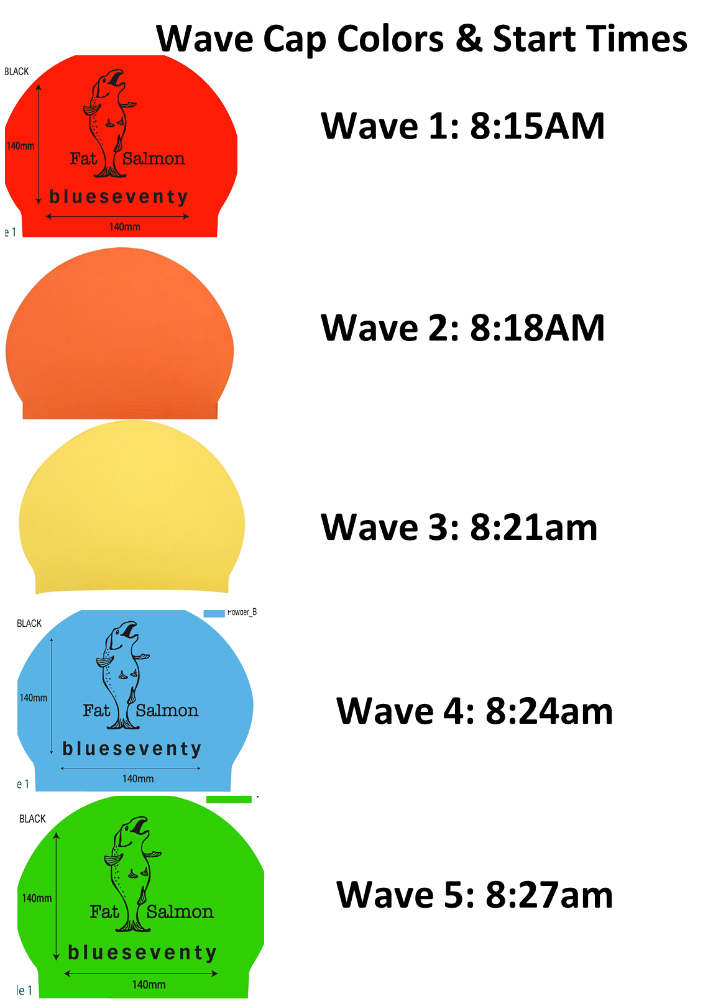 Wave Cap Colors & Start Times
BLACK
140mm
Fat Salmon
blueseventy
140mm
e 1
Wave 1: 8:15AM
Wave 2: 8:18AM
Wave 3: 8:21am
BLACK
140mm
Fat Salmon
blueseventy
140mm
e 1
Wave 4: 8:24am
BLACK
140mm
Fat Salmon
blueseventy
140mm
le 1
Wave 5: 8:27am